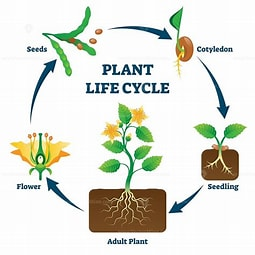 Seeds
Cotyledon
PLANT
LIFE CYCLE
Flower
Seedling
Adult Plant